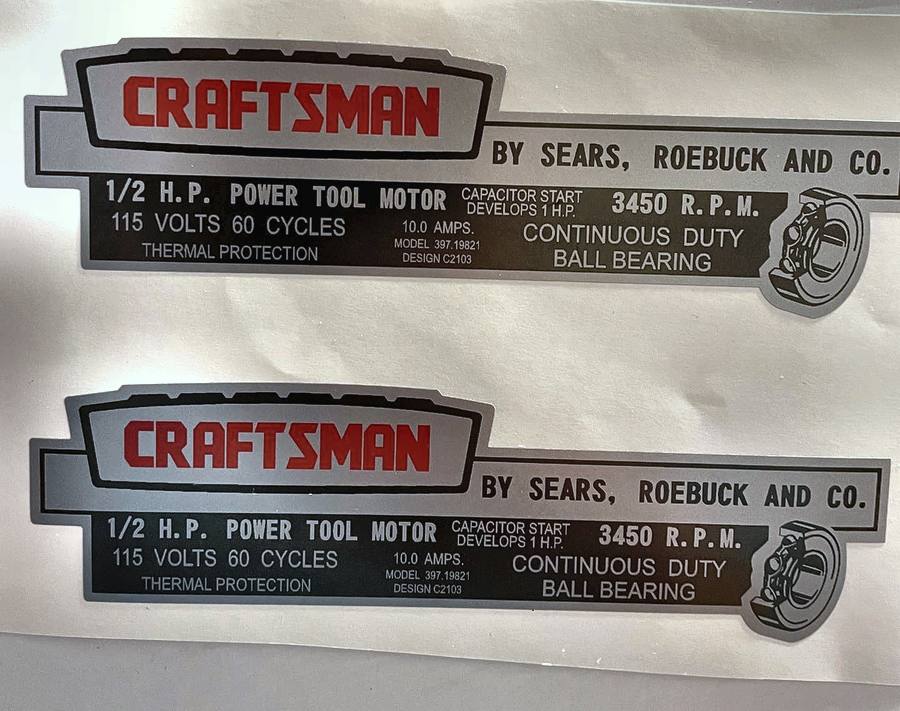 CRAFTSMAN
BY SEARS, ROEBUCK AND CO.
1/2 H.P. POWER TOOL MOTOR CAPACITOR START 3450 R.P.M.
DEVELOPS 1 H.P.
115 VOLTS 60 CYCLES 10.0 AMPS. CONTINUOUS DUTY
MODEL 397.19821
THERMAL PROTECTION DESIGN C2103 BALL BEARING
CRAFTSMAN
BY SEARS, ROEBUCK AND CO.
1/2 H.P. POWER TOOL MOTOR CAPACITOR START 3450 R.P.M.
DEVELOPS 1 H.P.
115 VOLTS 60 CYCLES 10.0 AMPS. CONTINUOUS DUTY
MODEL 397.19821
THERMAL PROTECTION DESIGN C2103 BALL BEARING